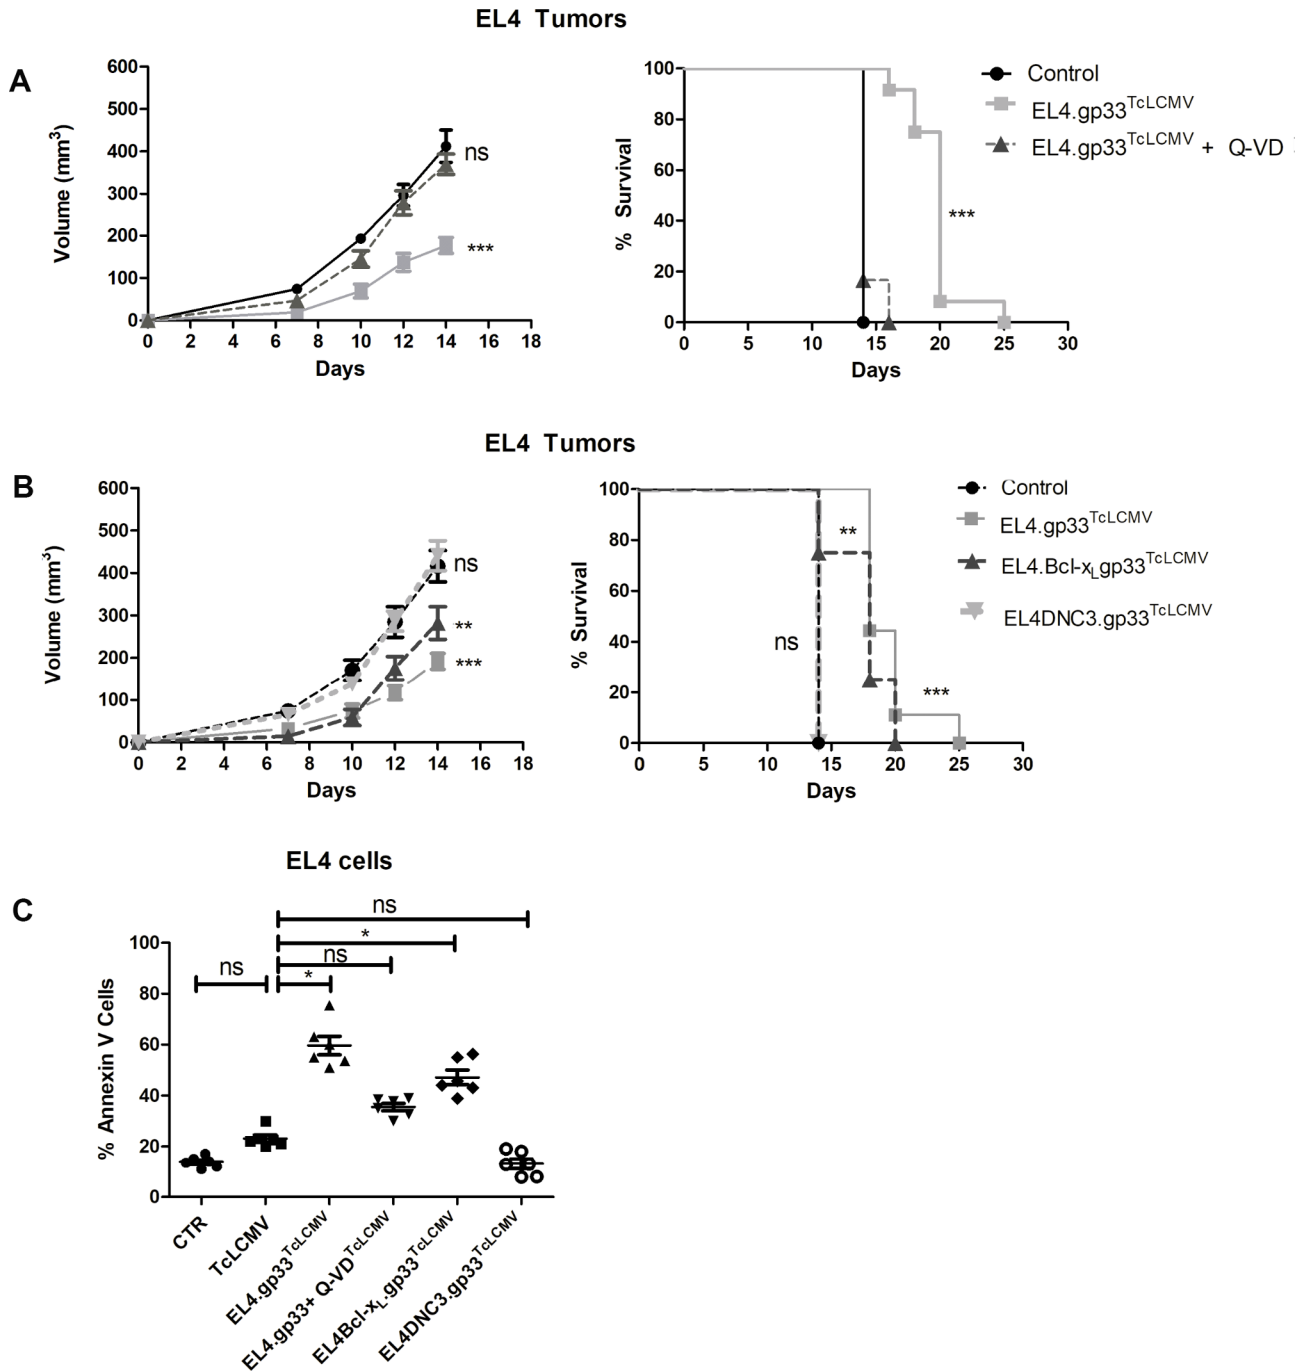 EL4 Tumors
A
600
500
400
300
200
100
0
Volume (mm³)
0 2 4 6 8 10 12 14 16 18
Days
ns
***
100
80
60
40
20
0
% Survival
0 5 10 15 20 25 30
Days
***
Control
EL4.gp33TcLCMV
EL4.gp33TcLCMV + Q-VD
EL4 Tumors
B
600
500
400
300
200
100
0
Volume (mm³)
0 2 4 6 8 10 12 14 16 18
Days
ns
**
***
100
80
60
40
20
0
% Survival
0 5 10 15 20 25 30
Days
**
ns
***
Control
EL4.gp33TcLCMV
EL4.Bcl-xLgp33TcLCMV
EL4DNC3.gp33TcLCMV
EL4 cells
C
ns
*
ns
ns *
100
80
60
40
20
0
% Annexin V Cells
CTR
TcLCMV
EL4.gp33TcLCMV
EL4.gp33+ Q-VDTcLCMV
EL4Bcl-xL.gp33TcLCMV
EL4DNC3.gp33TcLCMV